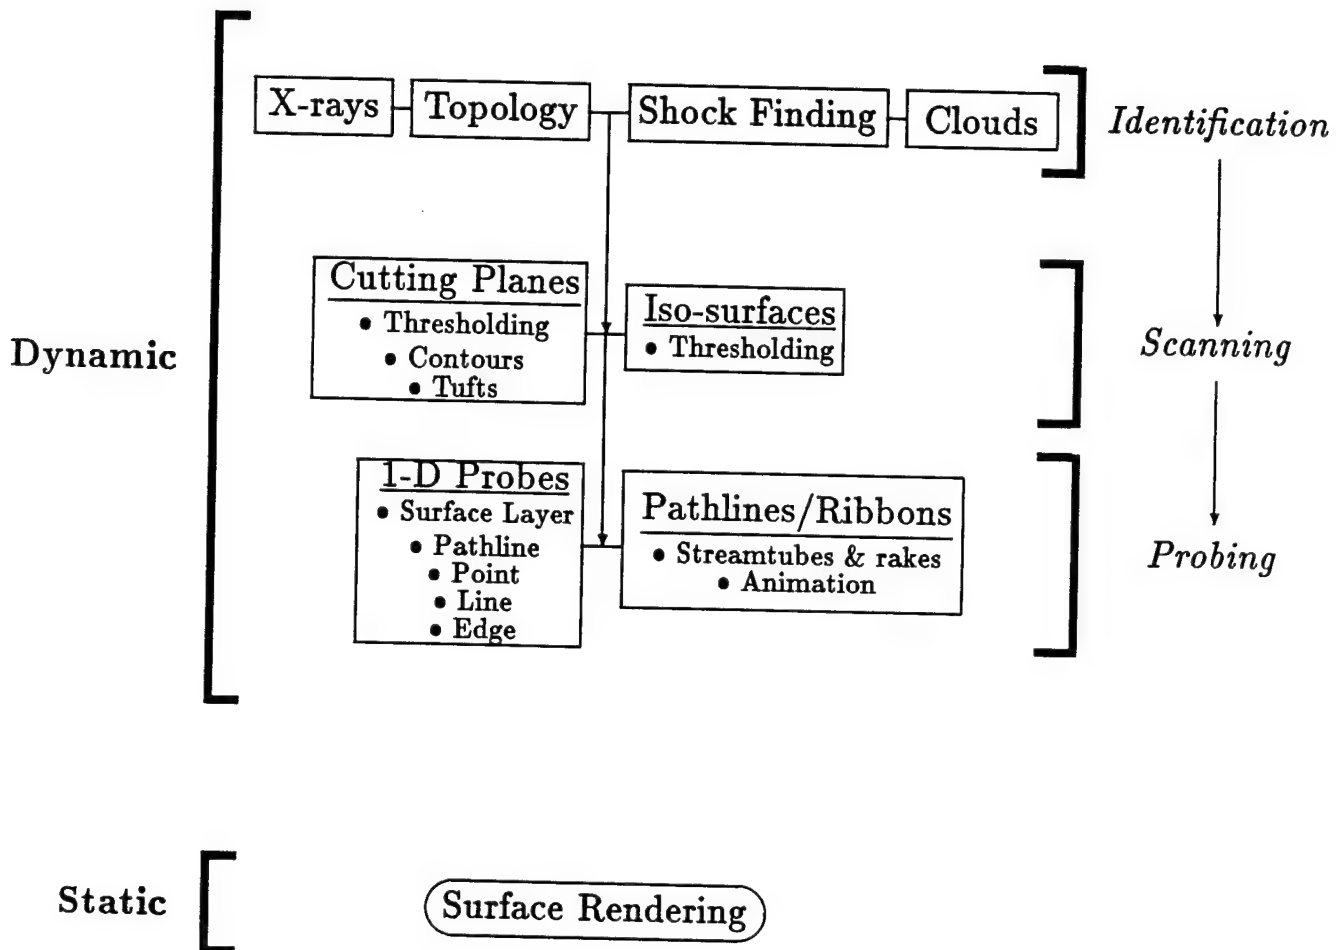 X-rays
Topology
Shock Finding
Clouds
Identification
Dynamic
Cutting Planes
• Thresholding
• Contours
• Tufts
Iso-surfaces
• Thresholding
Scanning
1-D Probes
• Surface Layer
• Pathline
• Point
• Line
• Edge
Pathlines/Ribbons
• Streamtubes & rakes
• Animation
Probing
Static
Surface Rendering